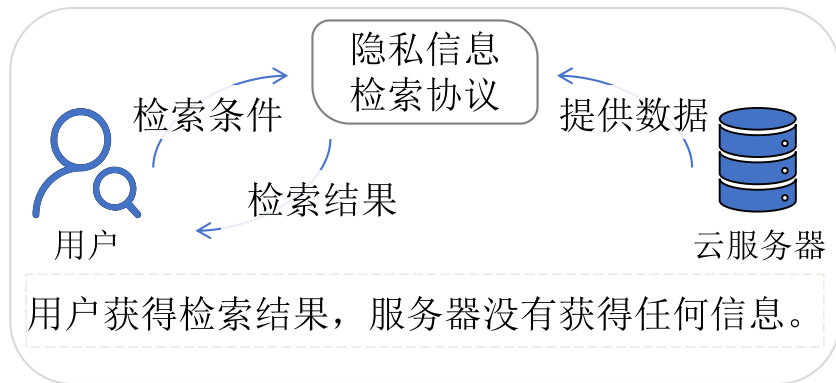 隐私信息
检索协议
检索条件
提供数据
检索结果
用户
云服务器
用户获得检索结果，服务器没有获得任何信息。